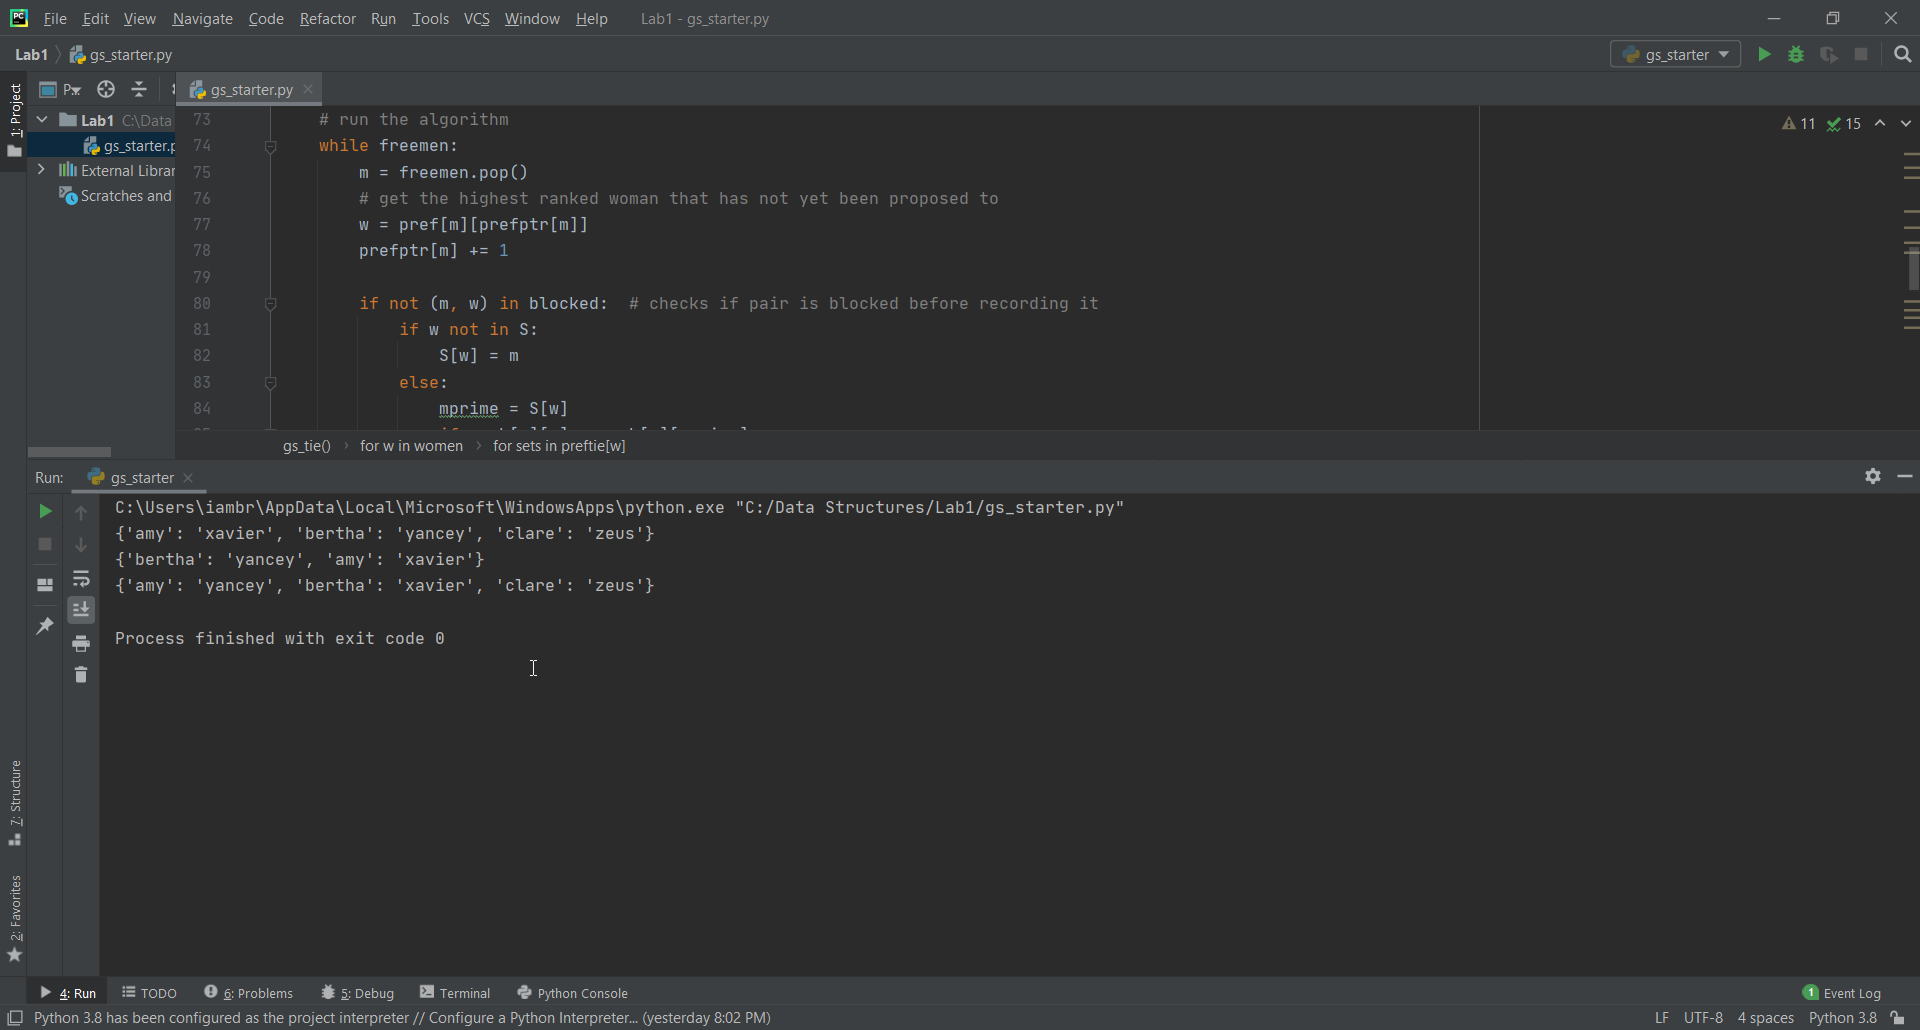 File Edit View Navigate Code Refactor Run Tools VCS Window Help Lab1 - gs_starter.py
Lab1 gs_starter.py gs_starter
1: Project
P
gs_starter.py
Lab1 C:\Data
gs_starter.p
External Librar
Scratches and
11 15
73 # run the algorithm
74 while freemen:
75 m = freemen.pop()
76 # get the highest ranked woman that has not yet been proposed to
77 w = pref[m][prefptr[m]]
78 prefptr[m] += 1
79
80 if not (m, w) in blocked: # checks if pair is blocked before recording it
81 if w not in S:
82 S[w] = m
83 else:
84 mprime = S[w]
gs_tie() for w in women for sets in preftie[w]
Run: gs_starter
C:\Users\iambr\AppData\Local\Microsoft\WindowsApps\python.exe "C:/Data Structures/Lab1/gs_starter.py"
{'amy': 'xavier', 'bertha': 'yancey', 'clare': 'zeus'}
{'bertha': 'yancey', 'amy': 'xavier'}
{'amy': 'yancey', 'bertha': 'xavier', 'clare': 'zeus'}
Process finished with exit code 0
7: Structure
2: Favorites
4: Run TODO 6: Problems 5: Debug Terminal Python Console 1 Event Log
Python 3.8 has been configured as the project interpreter // Configure a Python Interpreter... (yesterday 8:02 PM) LF UTF-8 4 spaces Python 3.8